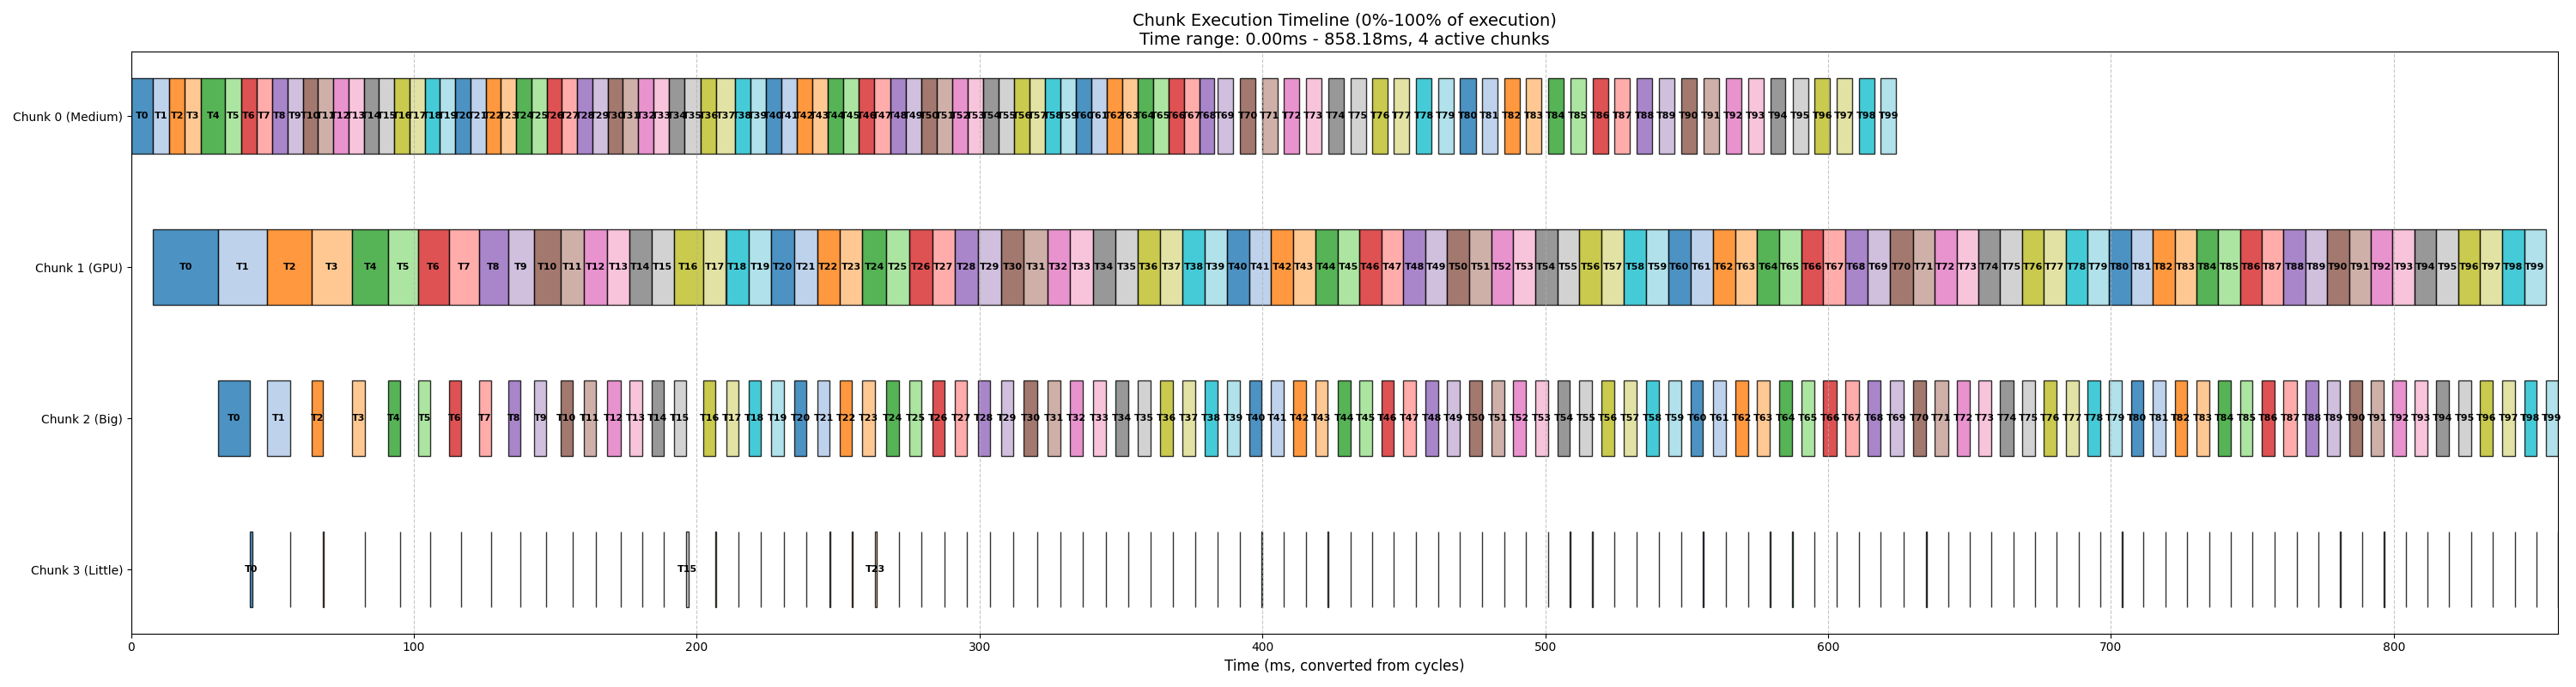 Chunk Execution Timeline (0%-100% of execution)
Time range: 0.00ms - 858.18ms, 4 active chunks
Chunk 0 (Medium)
T0 T1 T2 T3 T4 T5 T6 T7 T8 T9 T10 T11 T12 T13 T14 T15 T16 T17 T18 T19 T20 T21 T22 T23 T24 T25 T26 T27 T28 T29 T30 T31 T32 T33 T34 T35 T36 T37 T38 T39 T40 T41 T42 T43 T44 T45 T46 T47 T48 T49 T50 T51 T52 T53 T54 T55 T56 T57 T58 T59 T60 T61 T62 T63 T64 T65 T66 T67 T68 T69 T70 T71 T72 T73 T74 T75 T76 T77 T78 T79 T80 T81 T82 T83 T84 T85 T86 T87 T88 T89 T90 T91 T92 T93 T94 T95 T96 T97 T98 T99
Chunk 1 (GPU)
T0 T1 T2 T3 T4 T5 T6 T7 T8 T9 T10 T11 T12 T13 T14 T15 T16 T17 T18 T19 T20 T21 T22 T23 T24 T25 T26 T27 T28 T29 T30 T31 T32 T33 T34 T35 T36 T37 T38 T39 T40 T41 T42 T43 T44 T45 T46 T47 T48 T49 T50 T51 T52 T53 T54 T55 T56 T57 T58 T59 T60 T61 T62 T63 T64 T65 T66 T67 T68 T69 T70 T71 T72 T73 T74 T75 T76 T77 T78 T79 T80 T81 T82 T83 T84 T85 T86 T87 T88 T89 T90 T91 T92 T93 T94 T95 T96 T97 T98 T99
Chunk 2 (Big)
T0 T1 T2 T3 T4 T5 T6 T7 T8 T9 T10 T11 T12 T13 T14 T15 T16 T17 T18 T19 T20 T21 T22 T23 T24 T25 T26 T27 T28 T29 T30 T31 T32 T33 T34 T35 T36 T37 T38 T39 T40 T41 T42 T43 T44 T45 T46 T47 T48 T49 T50 T51 T52 T53 T54 T55 T56 T57 T58 T59 T60 T61 T62 T63 T64 T65 T66 T67 T68 T69 T70 T71 T72 T73 T74 T75 T76 T77 T78 T79 T80 T81 T82 T83 T84 T85 T86 T87 T88 T89 T90 T91 T92 T93 T94 T95 T96 T97 T98 T99
Chunk 3 (Little)
T0 T15 T23
0 100 200 300 400 500 600 700 800
Time (ms, converted from cycles)